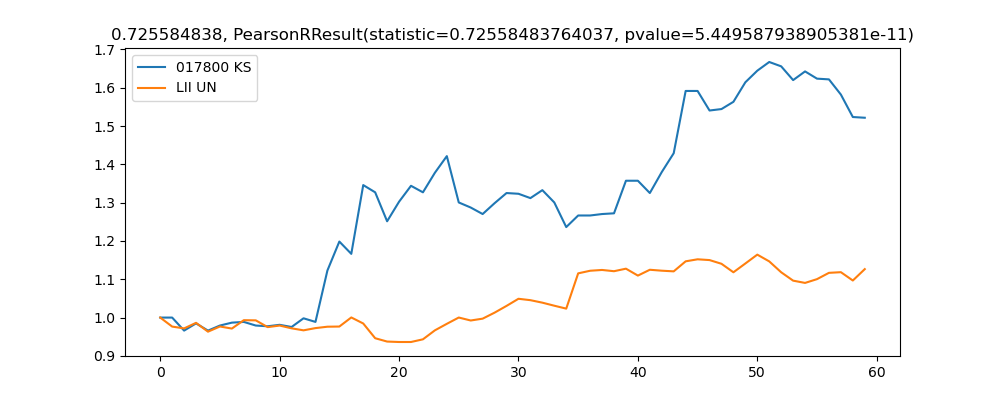 0.725584838, PearsonRResult(statistic=0.72558483764037, pvalue=5.449587938905381e-11)
1.7
1.6
1.5
1.4
1.3
1.2
1.1
1.0
0.9
017800 KS
LII UN
0 10 20 30 40 50 60